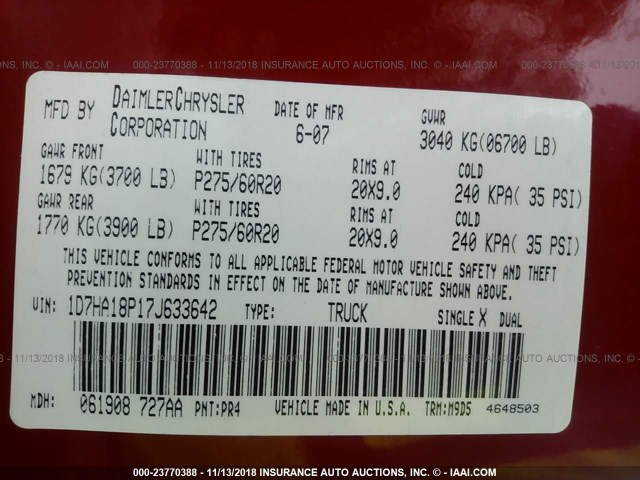 000-23770388 - 11/13/2018 - INSURANCE AUTO AUCTIONS, INC. - © - IAAI.COM
MFD BY DAIMLERCHRYSLER CORPORATION
DATE OF MFR 6-07
GVWR 3040 KG(06700 LB)
GAWR FRONT WITH TIRES RIMS AT COLD
1679 KG(3700 LB) P275/60R20 20X9.0 240 KPA( 35 PSI)
GAWR REAR WITH TIRES RIMS AT COLD
1770 KG(3900 LB) P275/60R20 20X9.0 240 KPA( 35 PSI)
THIS VEHICLE CONFORMS TO ALL APPLICABLE FEDERAL MOTOR VEHICLE SAFETY AND THEFT
PREVENTION STANDARDS IN EFFECT ON THE DATE OF MANUFACTURE SHOWN ABOVE.
VIN: 1D7HA18P17J633642 TYPE: TRUCK SINGLE X DUAL
MDH: 061908 727AA PNT:PR4 VEHICLE MADE IN U.S.A. TRM:M9D5 4648503
000-23770388 - 11/13/2018 - INSURANCE AUTO AUCTIONS, INC. - © - IAAI.COM